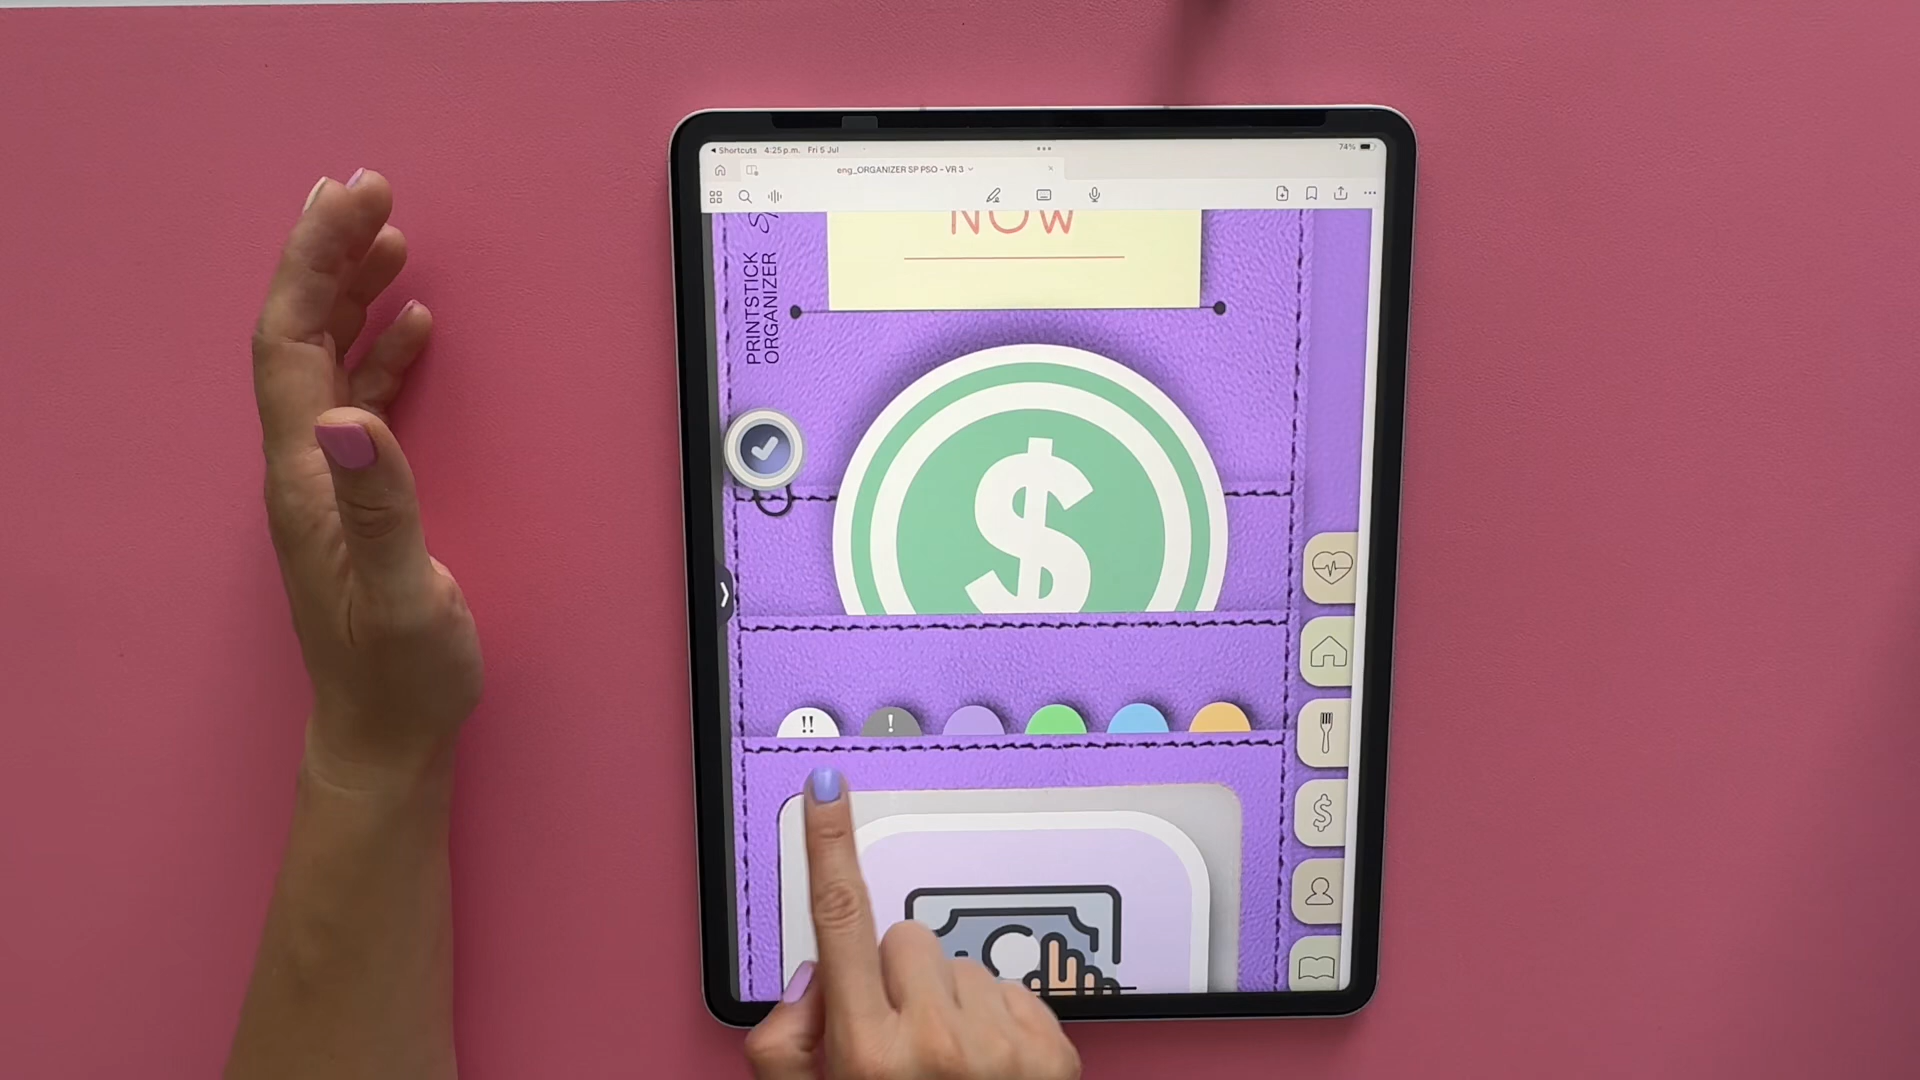 Shortcuts 4:25 p.m. Fri 5 Jul
74%
eng_ORGANIZER SP PSO - VR 3
NOW
PRINTSTICK
ORGANIZER
$
!!
!
$